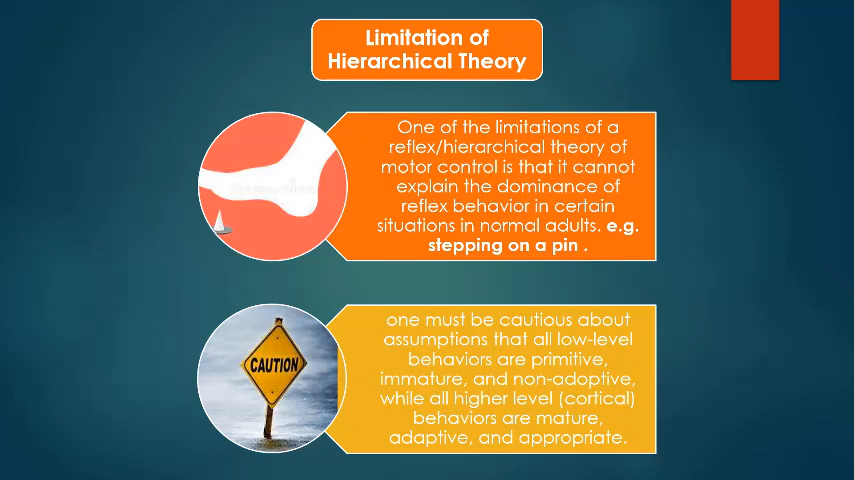 Limitation of
Hierarchical Theory
One of the limitations of a
reflex/hierarchical theory of
motor control is that it cannot
explain the dominance of
reflex behavior in certain
situations in normal adults. e.g.
stepping on a pin .
CAUTION
one must be cautious about
assumptions that all low-level
behaviors are primitive,
immature, and non-adoptive,
while all higher level (cortical)
behaviors are mature,
adaptive, and appropriate.